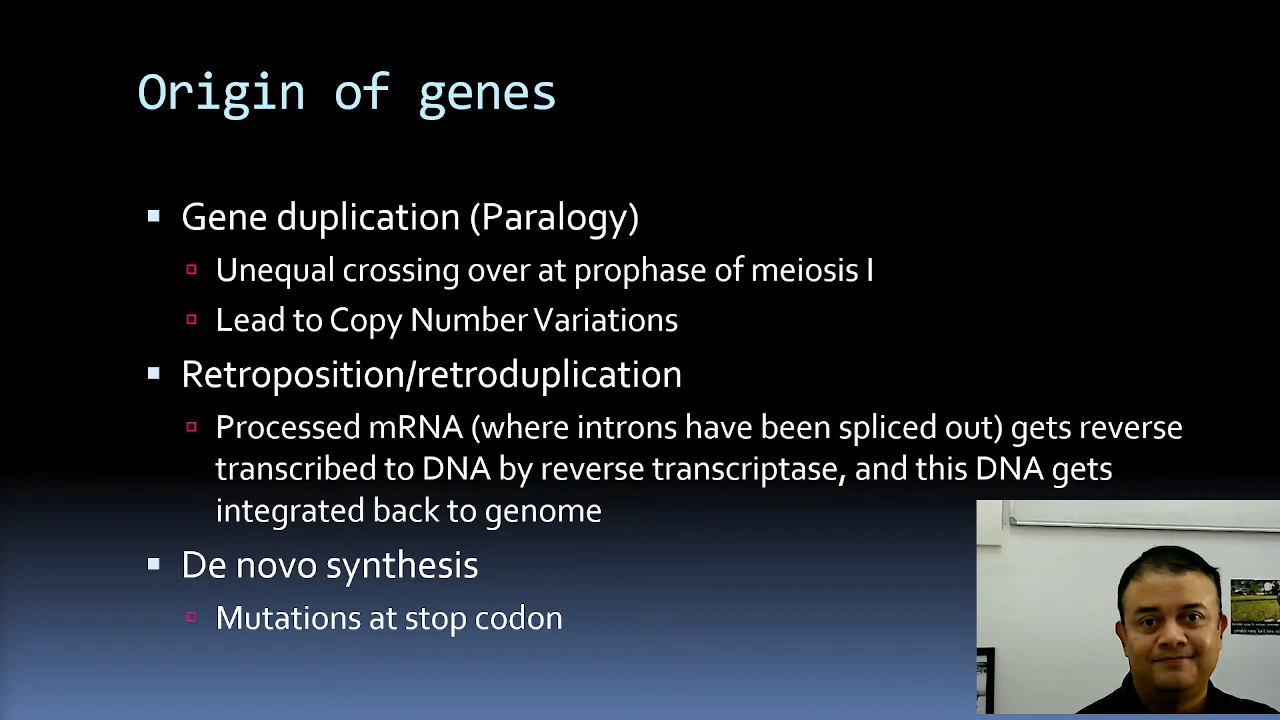 Origin of genes
Gene duplication (Paralogy)
Unequal crossing over at prophase of meiosis I
Lead to Copy Number Variations
Retroposition/retroduplication
Processed mRNA (where introns have been spliced out) gets reverse
transcribed to DNA by reverse transcriptase, and this DNA gets
integrated back to genome
De novo synthesis
Mutations at stop codon